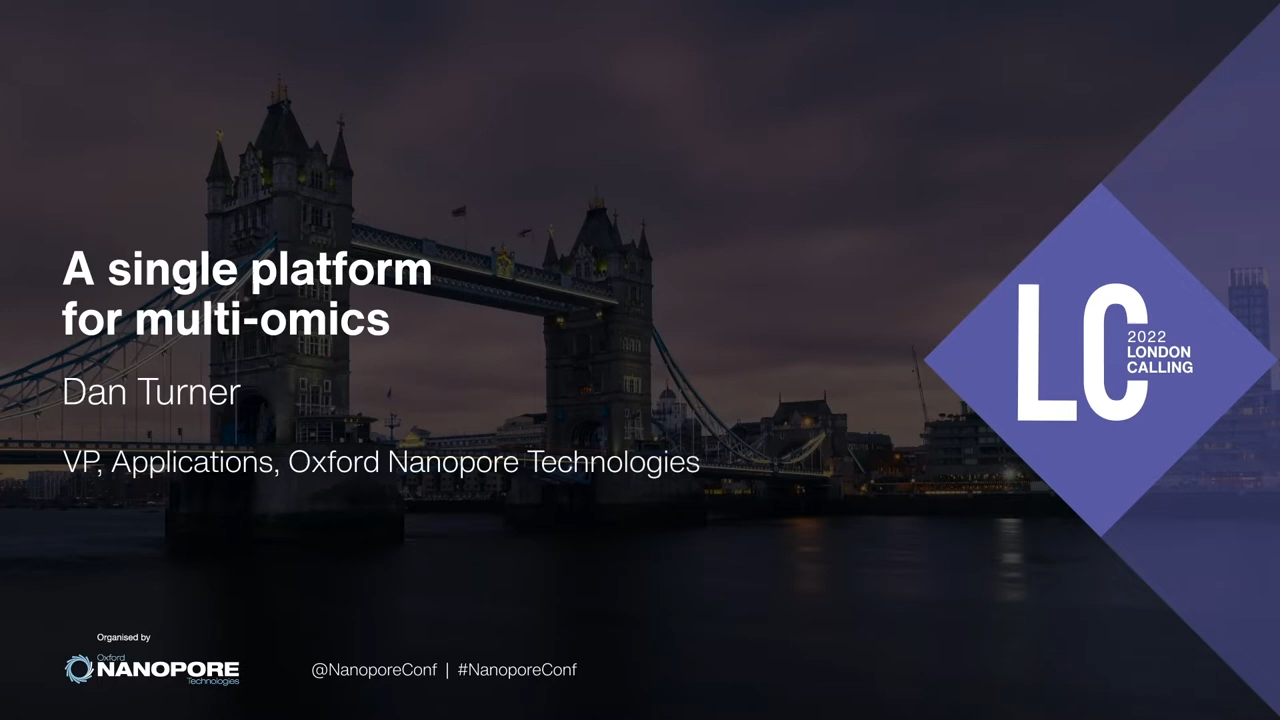 A single platform
for multi-omics
Dan Turner
VP, Applications, Oxford Nanopore Technologies
LC
2022
LONDON
CALLING
Organised by
Oxford
NANOPORE
Technologies
@NanoporeConf | #NanoporeConf